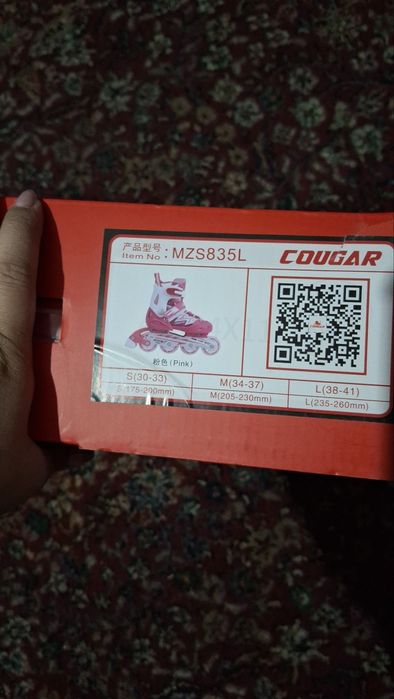 产品型号：
Item No：MZS835L
COUGAR
粉色(Pink)
S(30-33) M(34-37) L(38-41)
S(175-200mm) M(205-230mm) L(235-260mm)